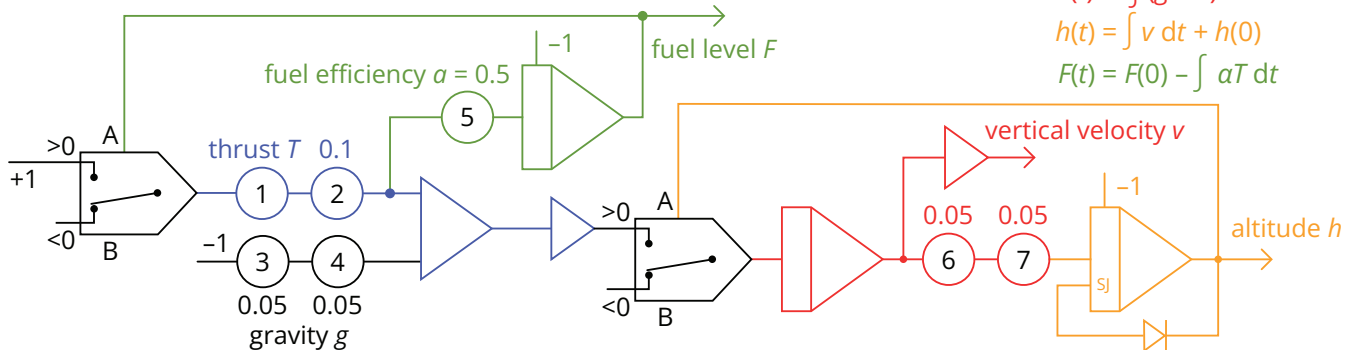 h(t) = ∫ v dt + h(0)
F(t) = F(0) – ∫ αT dt
–1
fuel level F
fuel efficiency a = 0.5
5
A
>0
+1
<0
B
thrust T 0.1
1
2
–1
3
4
0.05 0.05
gravity g
A
>0
<0
B
vertical velocity v
0.05 0.05
6
7
–1
SJ
altitude h